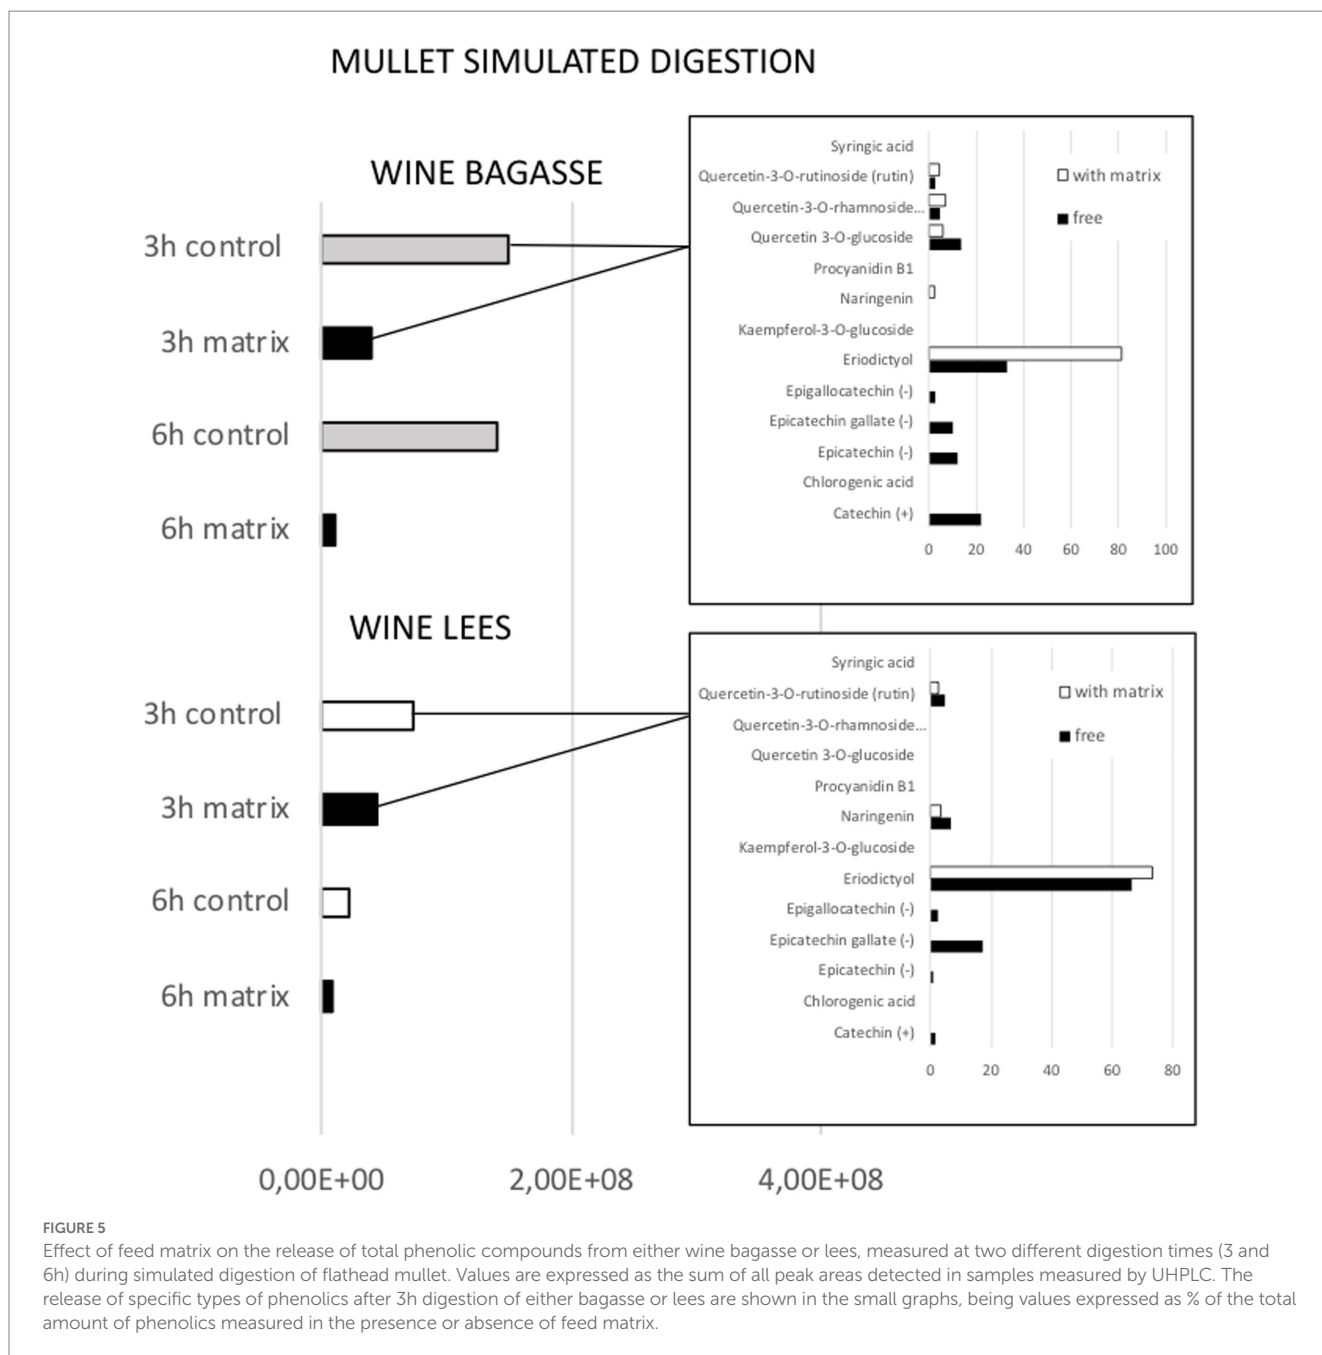 MULLET SIMULATED DIGESTION
WINE BAGASSE
3h control
3h matrix
6h control
6h matrix
Syringic acid
Quercetin-3-O-rutinoside (rutin)
Quercetin-3-O-rhamnoside...
Quercetin 3-O-glucoside
Procyanidin B1
Naringenin
Kaempferol-3-O-glucoside
Eriodictyol
Epigallocatechin (-)
Epicatechin gallate (-)
Epicatechin (-)
Chlorogenic acid
Catechin (+)
with matrix
free
0 20 40 60 80 100
WINE LEES
3h control
3h matrix
6h control
6h matrix
Syringic acid
Quercetin-3-O-rutinoside (rutin)
Quercetin-3-O-rhamnoside...
Quercetin 3-O-glucoside
Procyanidin B1
Naringenin
Kaempferol-3-O-glucoside
Eriodictyol
Epigallocatechin (-)
Epicatechin gallate (-)
Epicatechin (-)
Chlorogenic acid
Catechin (+)
with matrix
free
0 20 40 60 80
0,00E+00 2,00E+08 4,00E+08
FIGURE 5
Effect of feed matrix on the release of total phenolic compounds from either wine bagasse or lees, measured at two different digestion times (3 and
6h) during simulated digestion of flathead mullet. Values are expressed as the sum of all peak areas detected in samples measured by UHPLC. The
release of specific types of phenolics after 3h digestion of either bagasse or lees are shown in the small graphs, being values expressed as % of the total
amount of phenolics measured in the presence or absence of feed matrix.